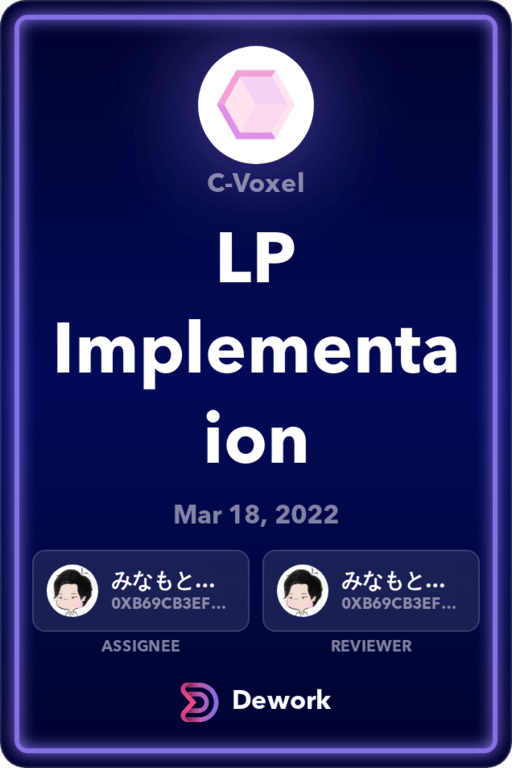 C-Voxel
LP
Implementa
ion
Mar 18, 2022
みなもと... みなもと...
0XB69CB3EF... 0XB69CB3EF...
ASSIGNEE REVIEWER
Dework